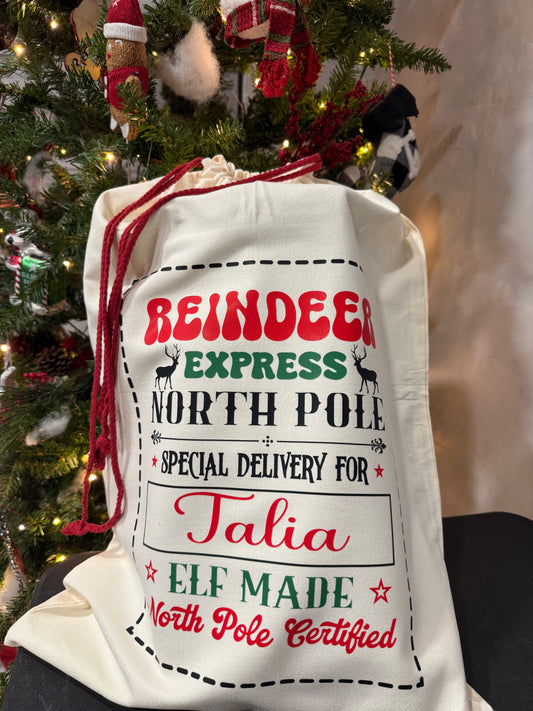 REINDEER
EXPRESS
NORTH POLE
SPECIAL DELIVERY FOR
Talia
ELF MADE
North Pole Certified